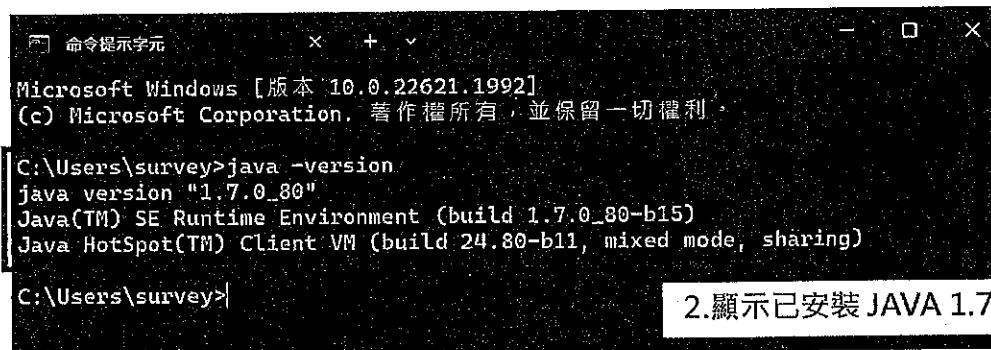 命令提示字元
Microsoft Windows [版本 10.0.22621.1992]
(c) Microsoft Corporation. 著作權所有，並保留一切權利。
C:\Users\survey>java -version
java version "1.7.0_80"
Java(TM) SE Runtime Environment (build 1.7.0_80-b15)
Java HotSpot(TM) Client VM (build 24.80-b11, mixed mode, sharing)
C:\Users\survey>
2.顯示已安裝 JAVA 1.7